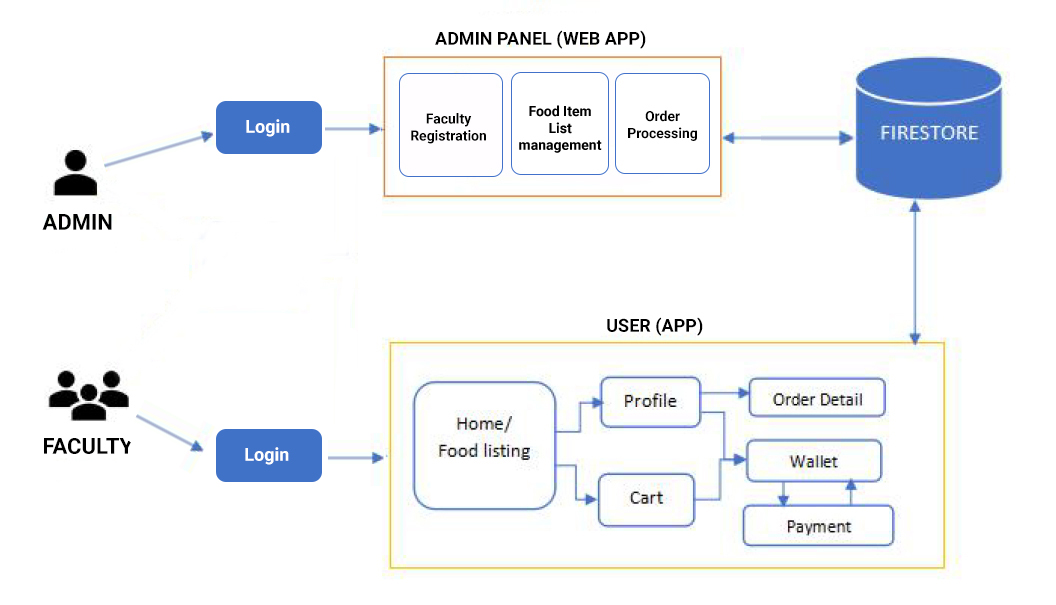 ADMIN PANEL (WEB APP)
Faculty
Registration
Food Item
List
management
Order
Processing
Login
FIRESTORE
ADMIN
USER (APP)
Home/
Food listing
Profile
Order Detail
Cart
Wallet
Payment
Login
FACULTY